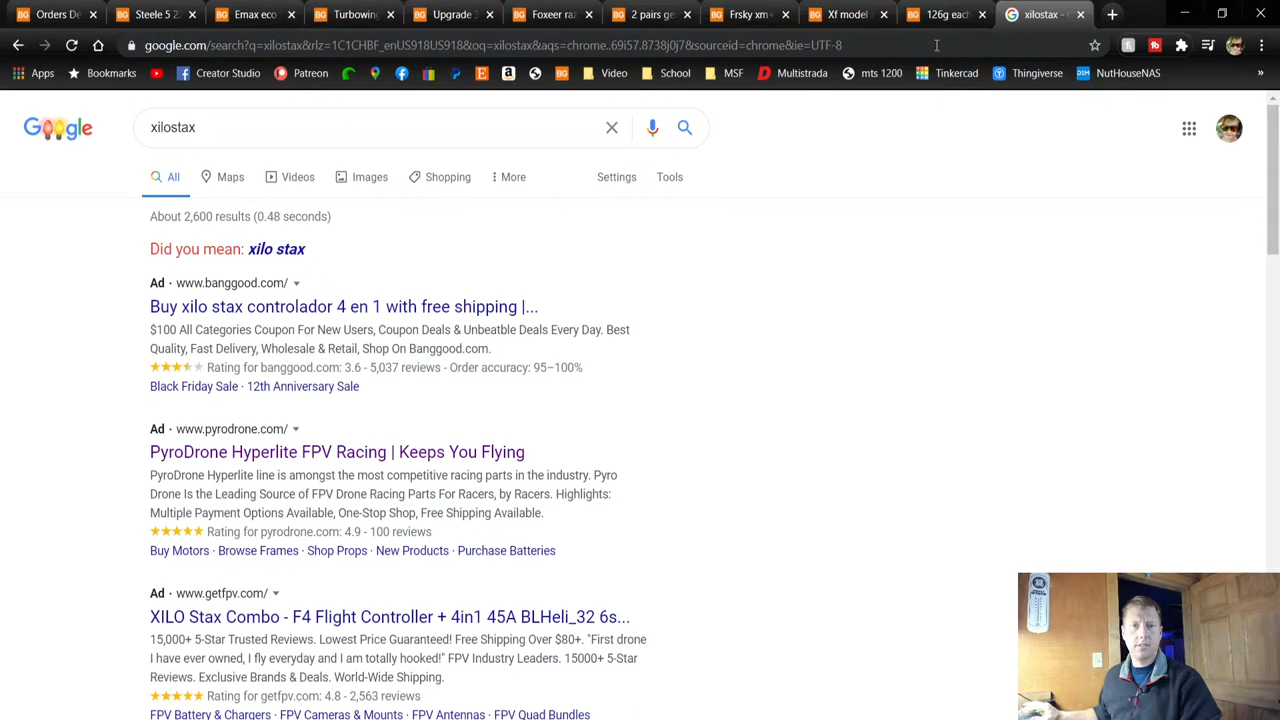 Orders De
Steele 5 2
Emax eco
Turbowing
Upgrade 3
Foxeer raz
2 pairs ge
Frsky xm+
Xf model x
126g each
xilostax -
google.com/search?q=xilostax&rlz=1C1CHBF_enUS918US918&oq=xilostax&aqs=chrome..69i57.8738j0j7&sourceid=chrome&ie=UTF-8
Apps Bookmarks Creator Studio Patreon Video School MSF Multistrada mts 1200 Tinkercad Thingiverse NutHouseNAS »
Google xilostax
All Maps Videos Images Shopping More Settings Tools
About 2,600 results (0.48 seconds)
Did you mean: xilo stax
Ad · www.banggood.com/
Buy xilo stax controlador 4 en 1 with free shipping |...
$100 All Categories Coupon For New Users, Coupon Deals & Unbeatble Deals Every Day. Best
Quality, Fast Delivery, Wholesale & Retail, Shop On Banggood.com.
Rating for banggood.com: 3.6 - 5,037 reviews - Order accuracy: 95–100%
Black Friday Sale · 12th Anniversary Sale
Ad · www.pyrodrone.com/
PyroDrone Hyperlite FPV Racing | Keeps You Flying
PyroDrone Hyperlite line is amongst the most competitive racing parts in the industry. Pyro
Drone Is the Leading Source of FPV Drone Racing Parts For Racers, by Racers. Highlights:
Multiple Payment Options Available, One-Stop Shop, Free Shipping Available.
Rating for pyrodrone.com: 4.9 - 100 reviews
Buy Motors · Browse Frames · Shop Props · New Products · Purchase Batteries
Ad · www.getfpv.com/
XILO Stax Combo - F4 Flight Controller + 4in1 45A BLHeli_32 6s...
15,000+ 5-Star Trusted Reviews. Lowest Price Guaranteed! Free Shipping Over $80+. "First drone
I have ever owned, I fly everyday and I am totally hooked!" FPV Industry Leaders. 15000+ 5-Star
Reviews. Exclusive Brands & Deals. World-Wide Shipping.
Rating for getfpv.com: 4.8 - 2,563 reviews
FPV Battery & Chargers · FPV Cameras & Mounts · FPV Antennas · FPV Quad Bundles